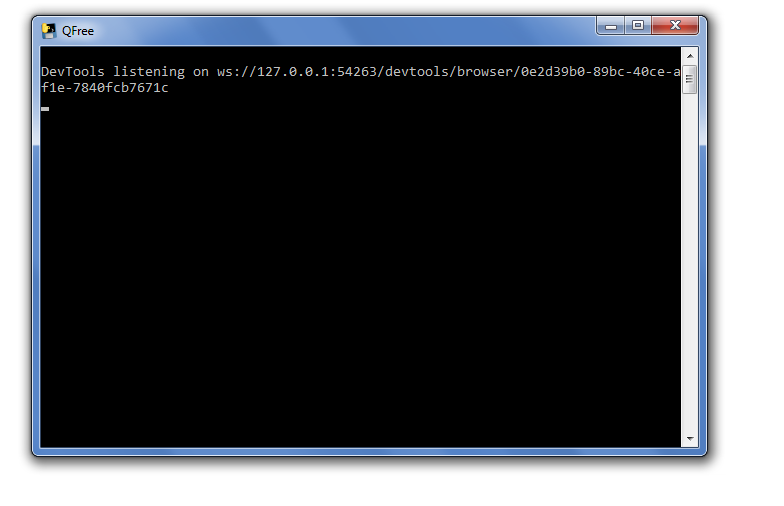 QFree
DevTools listening on ws://127.0.0.1:54263/devtools/browser/0e2d39b0-89bc-40ce-a
f1e-7840fcb7671c